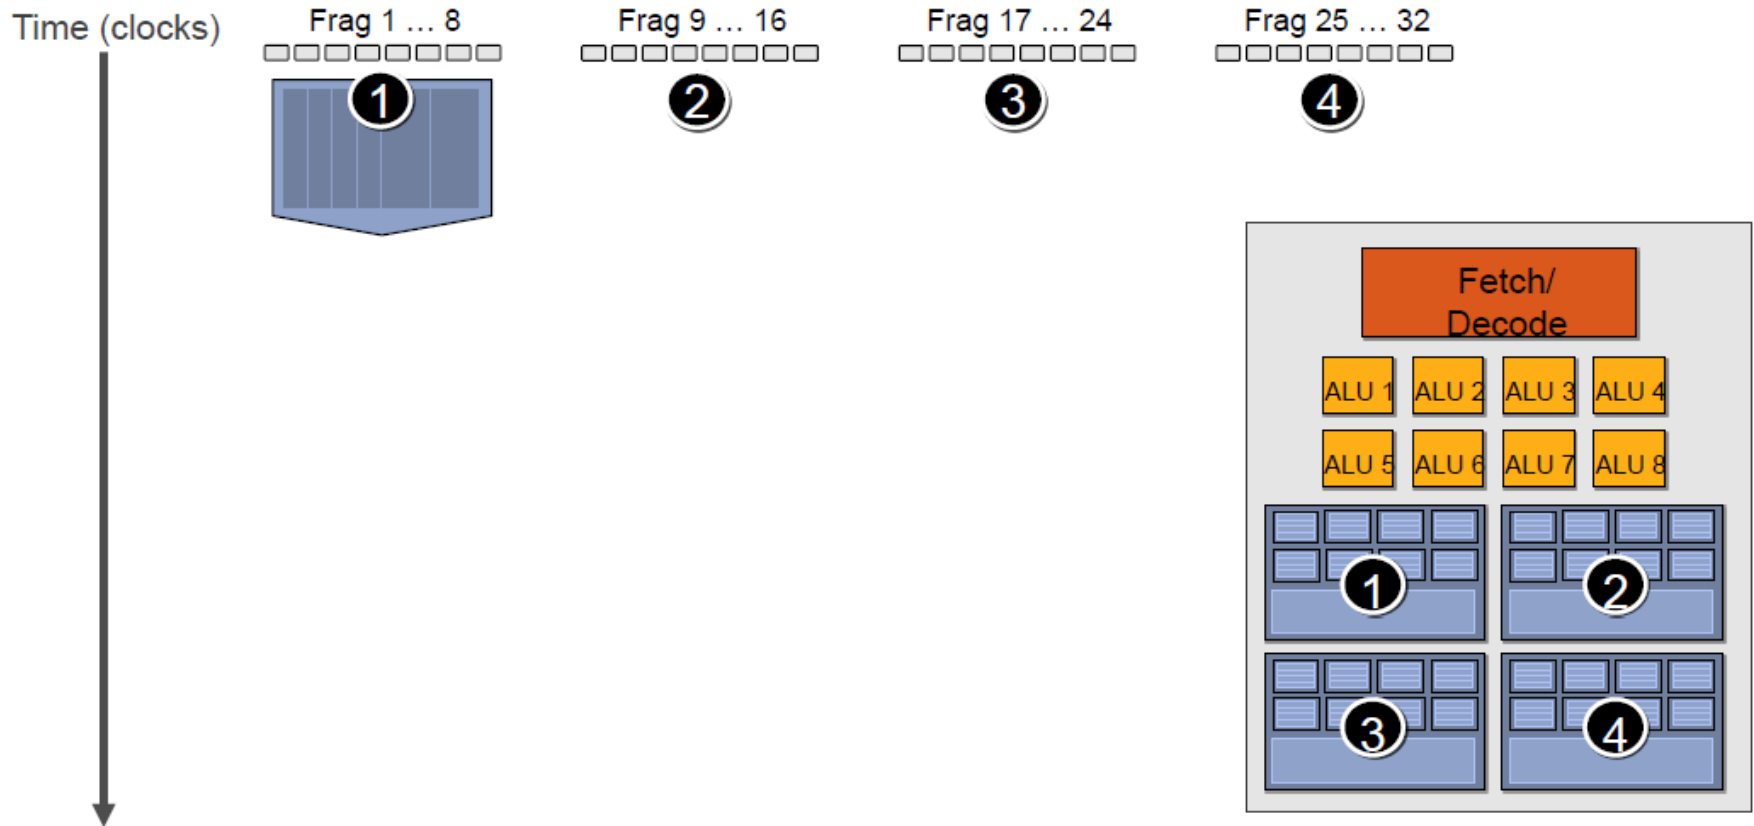 Time (clocks)
Frag 1 … 8
Frag 9 … 16
Frag 17 … 24
Frag 25 … 32
1
2
3
4
Fetch/
Decode
ALU 1
ALU 2
ALU 3
ALU 4
ALU 5
ALU 6
ALU 7
ALU 8
1
2
3
4